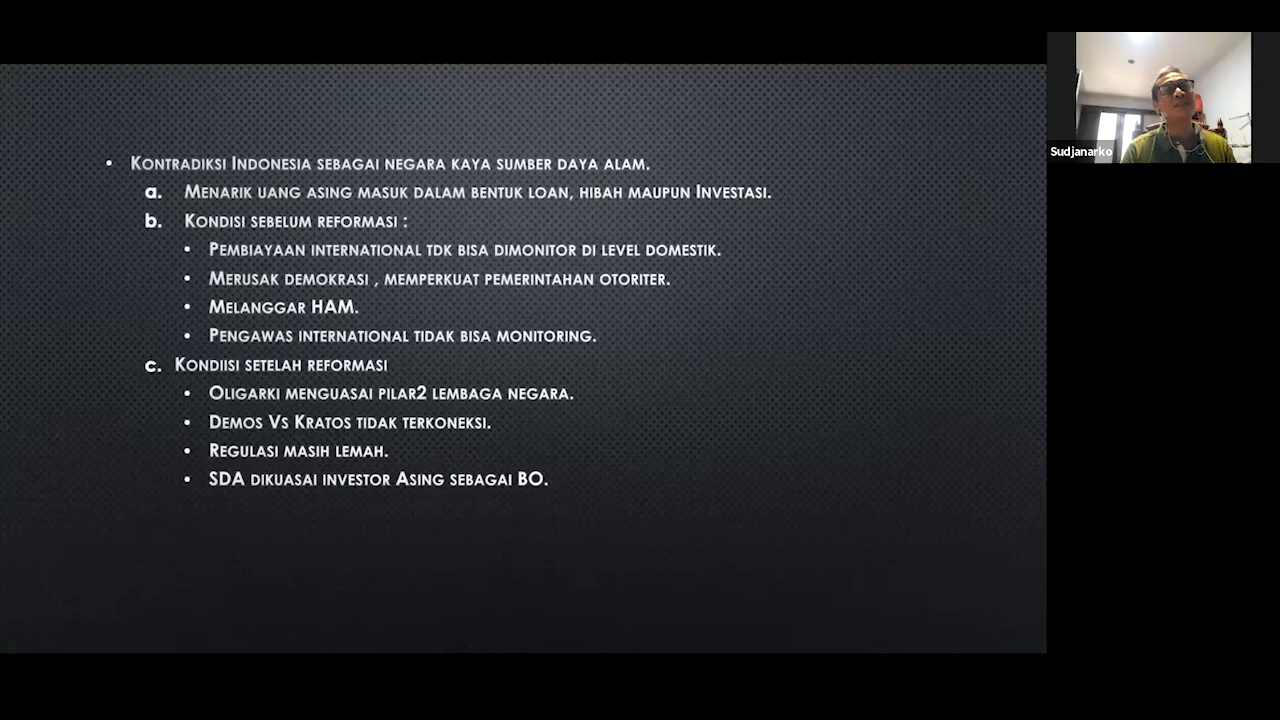 • Kontradiksi Indonesia sebagai negara kaya sumber daya alam.
a. Menarik uang asing masuk dalam bentuk loan, hibah maupun Investasi.
b. Kondisi sebelum reformasi :
• Pembiayaan international tdk bisa dimonitor di level domestik.
• Merusak demokrasi , memperkuat pemerintahan otoriter.
• Melanggar HAM.
• Pengawas international tidak bisa monitoring.
c. Kondiisi setelah reformasi
• Oligarki menguasai pilar2 lembaga negara.
• Demos Vs Kratos tidak terkoneksi.
• Regulasi masih lemah.
• SDA dikuasai investor Asing sebagai BO.
Sudjanarko